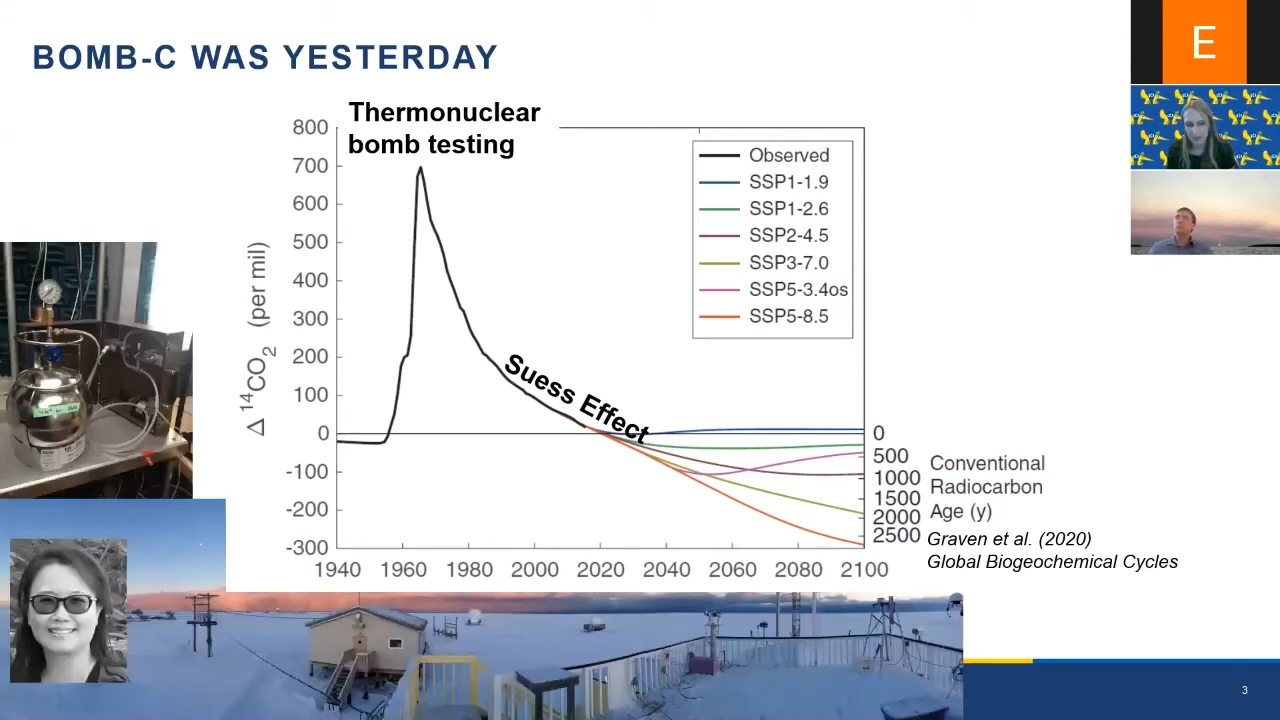 BOMB-C WAS YESTERDAY
E
Thermonuclear
bomb testing
800
700
600
500
400
300
200
100
0
-100
-200
-300
Δ 14CO2 (per mil)
Observed
SSP1-1.9
SSP1-2.6
SSP2-4.5
SSP3-7.0
SSP5-3.4os
SSP5-8.5
Suess Effect
0
500
1000
1500
2000
2500
Conventional
Radiocarbon
Age (y)
Graven et al. (2020)
Global Biogeochemical Cycles
1940 1960 1980 2000 2020 2040 2060 2080 2100
3